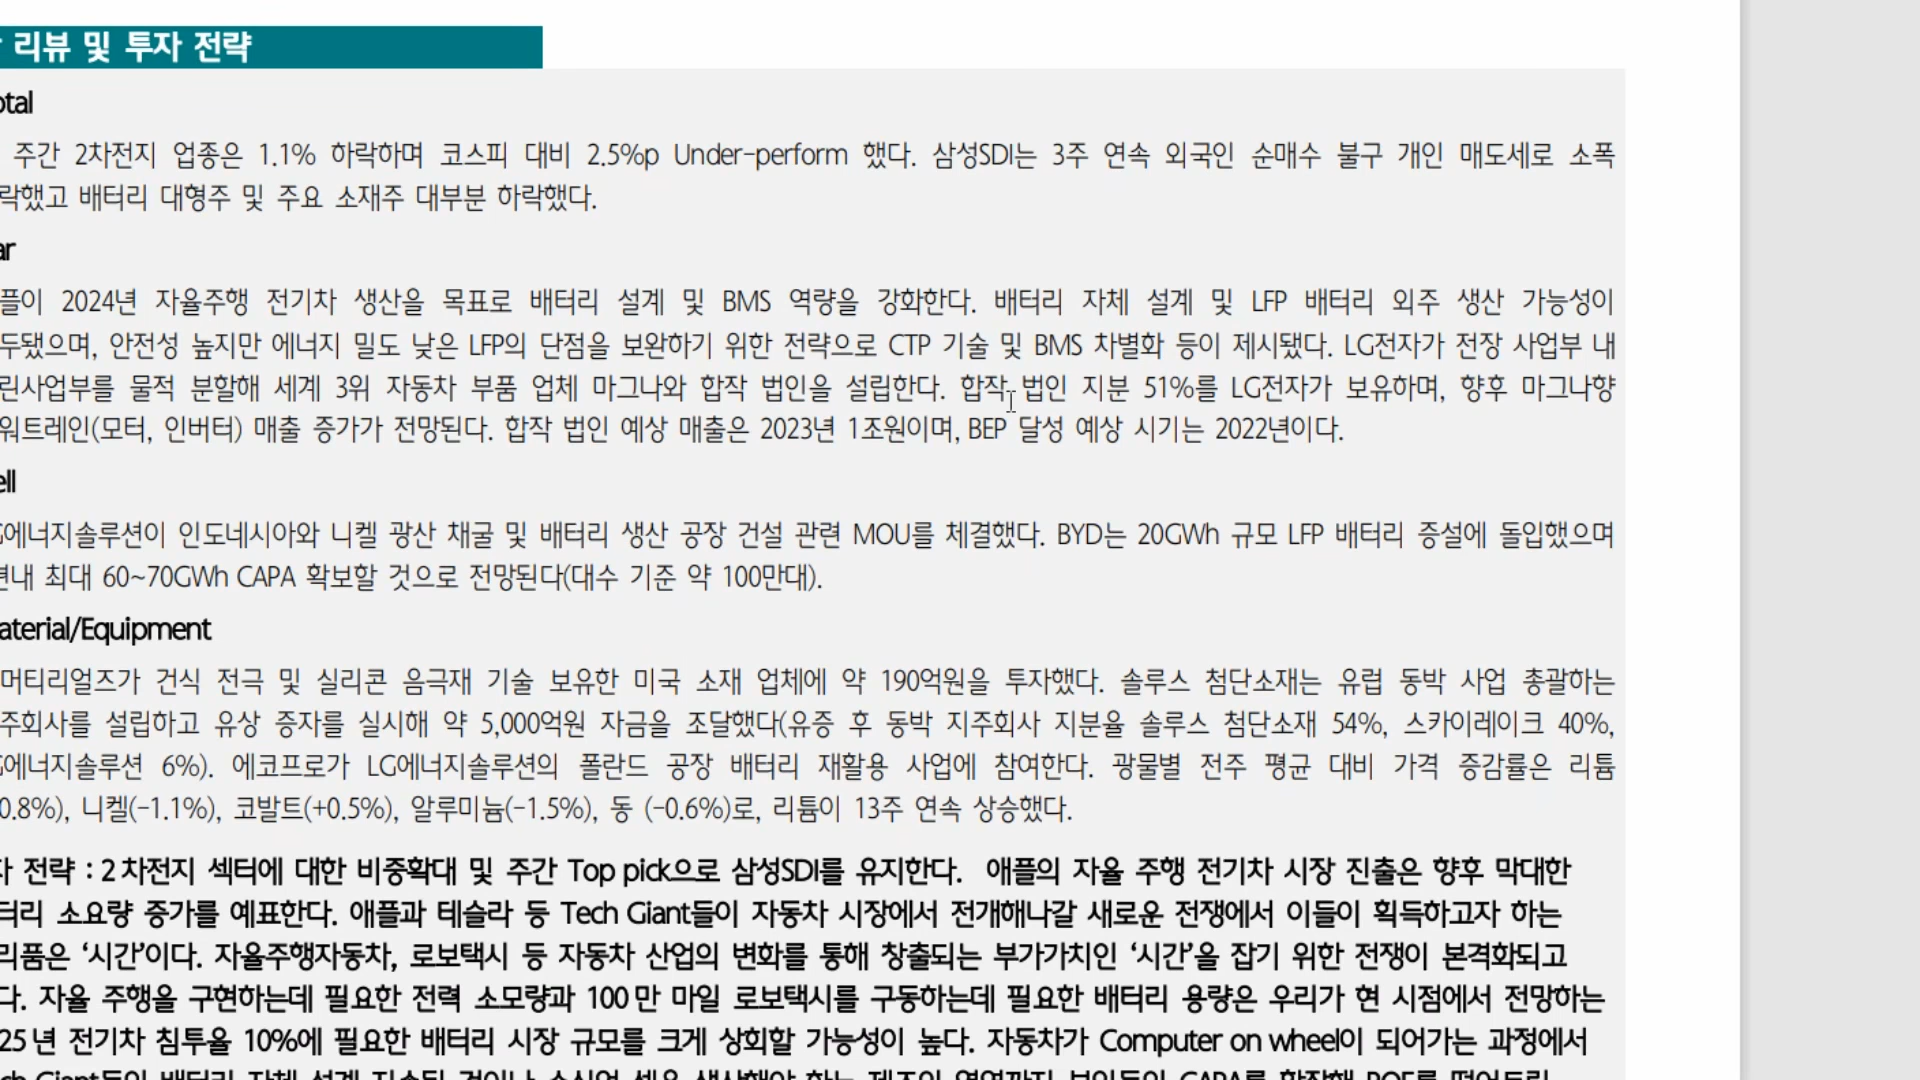 리뷰 및 투자 전략
주간 2차전지 업종은 1.1% 하락하며 코스피 대비 2.5%p Under-perform 했다. 삼성SDI는 3주 연속 외국인 순매수 불구 개인 매도세로 소폭
락했고 배터리 대형주 및 주요 소재주 대부분 하락했다.
플이 2024년 자율주행 전기차 생산을 목표로 배터리 설계 및 BMS 역량을 강화한다. 배터리 자체 설계 및 LFP 배터리 외주 생산 가능성이
두됐으며, 안전성 높지만 에너지 밀도 낮은 LFP의 단점을 보완하기 위한 전략으로 CTP 기술 및 BMS 차별화 등이 제시됐다. LG전자가 전장 사업부 내
린사업부를 물적 분할해 세계 3위 자동차 부품 업체 마그나와 합작 법인을 설립한다. 합작 법인 지분 51%를 LG전자가 보유하며, 향후 마그나향
워트레인(모터, 인버터) 매출 증가가 전망된다. 합작 법인 예상 매출은 2023년 1조원이며, BEP 달성 예상 시기는 2022년이다.
ell
에너지솔루션이 인도네시아와 니켈 광산 채굴 및 배터리 생산 공장 건설 관련 MOU를 체결했다. BYD는 20GWh 규모 LFP 배터리 증설에 돌입했으며
년내 최대 60~70GWh CAPA 확보할 것으로 전망된다(대수 기준 약 100만대).
aterial/Equipment
머티리얼즈가 건식 전극 및 실리콘 음극재 기술 보유한 미국 소재 업체에 약 190억원을 투자했다. 솔루스 첨단소재는 유럽 동박 사업 총괄하는
주회사를 설립하고 유상 증자를 실시해 약 5,000억원 자금을 조달했다(유증 후 동박 지주회사 지분율 솔루스 첨단소재 54%, 스카이레이크 40%,
에너지솔루션 6%). 에코프로가 LG에너지솔루션의 폴란드 공장 배터리 재활용 사업에 참여한다. 광물별 전주 평균 대비 가격 증감률은 리튬
0.8%), 니켈(-1.1%), 코발트(+0.5%), 알루미늄(-1.5%), 동 (-0.6%)로, 리튬이 13주 연속 상승했다.
전략 : 2차전지 섹터에 대한 비중확대 및 주간 Top pick으로 삼성SDI를 유지한다. 애플의 자율 주행 전기차 시장 진출은 향후 막대한
터리 소요량 증가를 예표한다. 애플과 테슬라 등 Tech Giant들이 자동차 시장에서 전개해나갈 새로운 전쟁에서 이들이 획득하고자 하는
리품은 ‘시간’이다. 자율주행자동차, 로보택시 등 자동차 산업의 변화를 통해 창출되는 부가가치인 ‘시간’을 잡기 위한 전쟁이 본격화되고
다. 자율 주행을 구현하는데 필요한 전력 소모량과 100만 마일 로보택시를 구동하는데 필요한 배터리 용량은 우리가 현 시점에서 전망하는
25년 전기차 침투율 10%에 필요한 배터리 시장 규모를 크게 상회할 가능성이 높다. 자동차가 Computer on wheel이 되어가는 과정에서